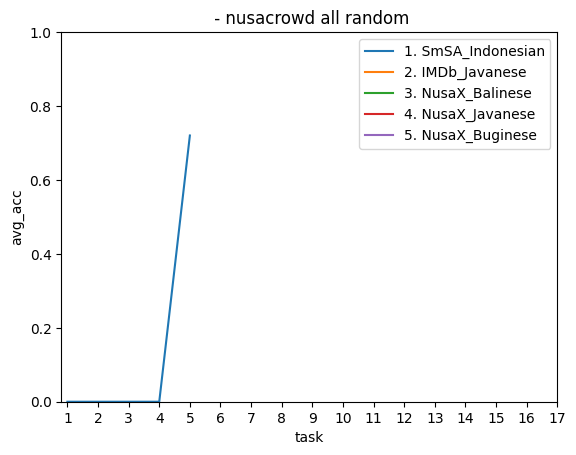 - nusacrowd all random
1. SmSA_Indonesian
2. IMDb_Javanese
3. NusaX_Balinese
4. NusaX_Javanese
5. NusaX_Buginese
1.0
0.8
0.6
0.4
0.2
0.0
avg_acc
1 2 3 4 5 6 7 8 9 10 11 12 13 14 15 16 17
task